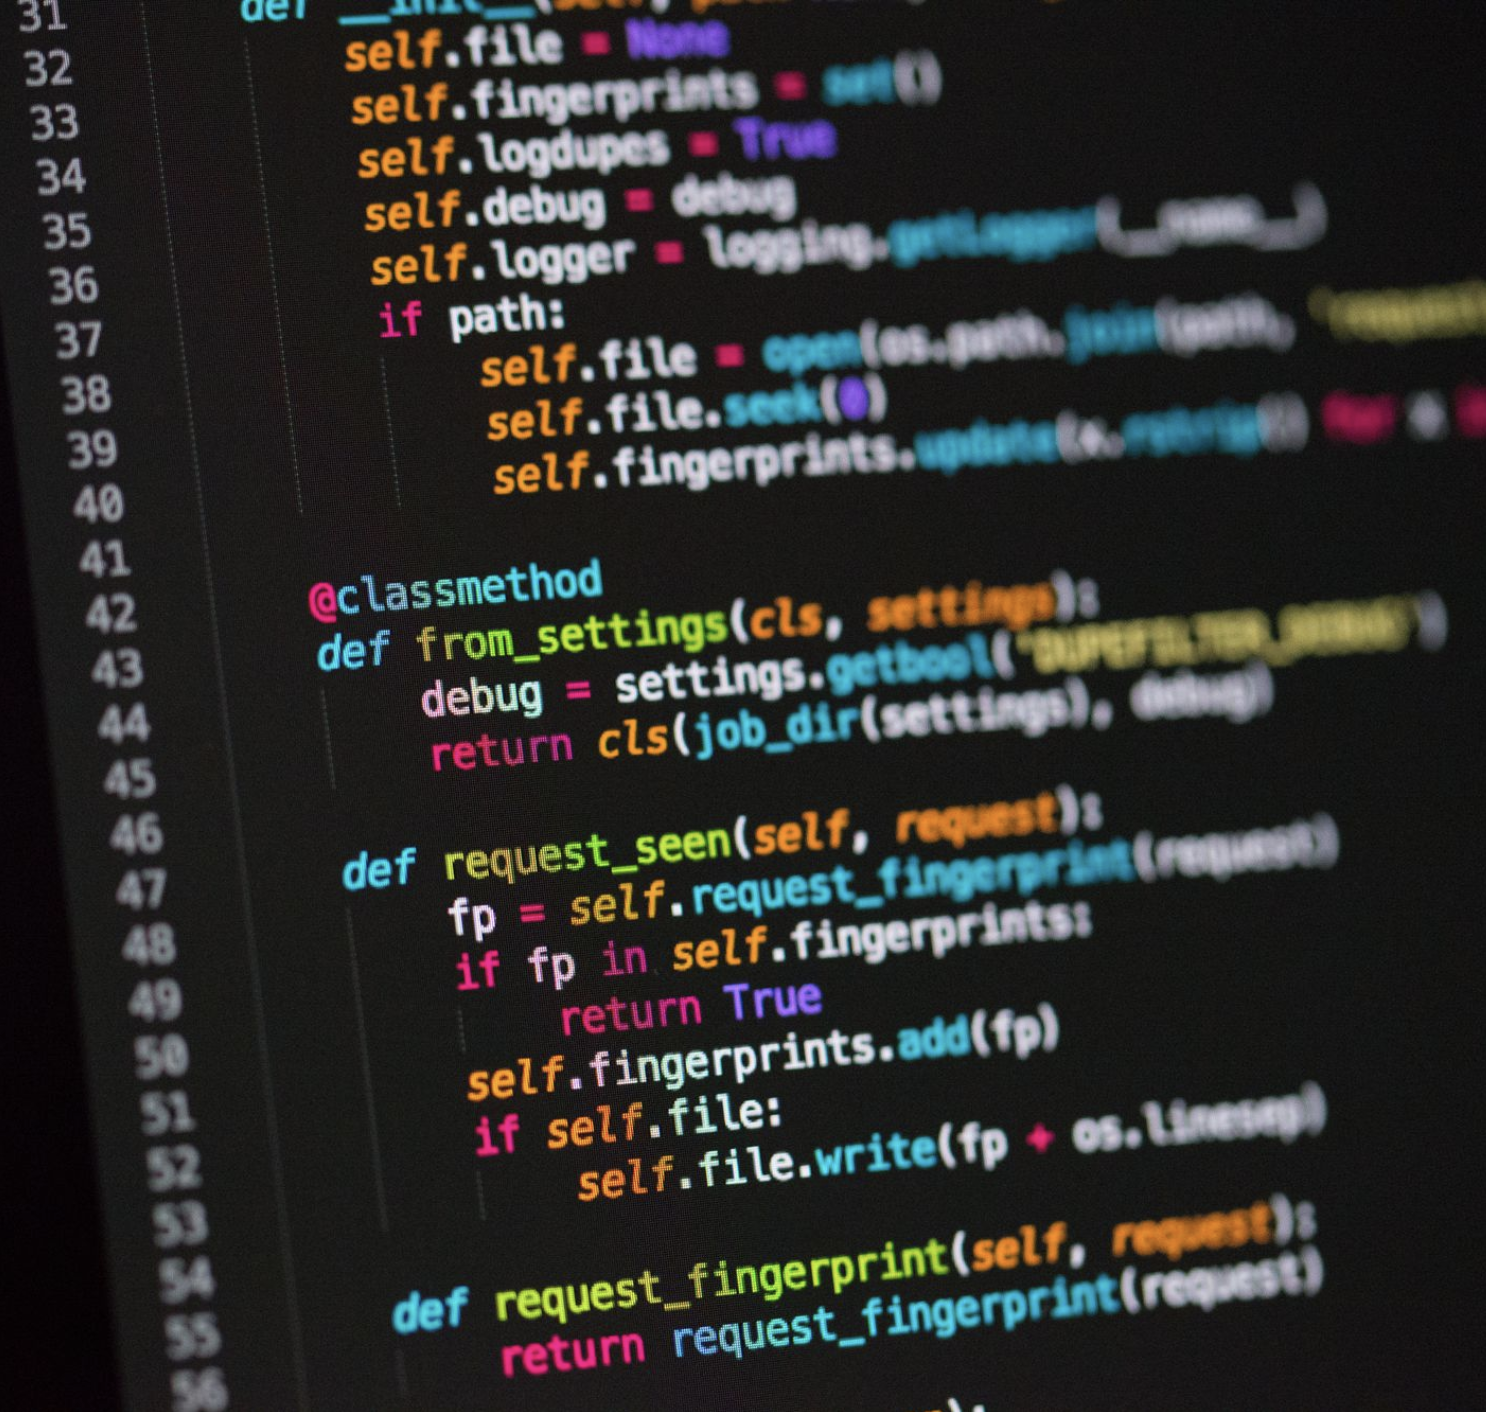 31 def __init__(self,
32 self.file = None
33 self.fingerprints = set()
34 self.logdupes = True
35 self.debug = debug
36 self.logger = logging.getLogger(__name__)
37 if path:
38 self.file = open(os.path.join(path,
39 self.file.seek(0)
40 self.fingerprints.update(x.rstrip() for x
41
42 @classmethod
43 def from_settings(cls, settings):
44 debug = settings.getbool("DUPEFILTER_DEBUG")
45 return cls(job_dir(settings), debug)
46
47 def request_seen(self, request):
48 fp = self.request_fingerprint(request)
49 if fp in self.fingerprints:
50 return True
51 self.fingerprints.add(fp)
52 if self.file:
53 self.file.write(fp + os.linesep)
54
55 def request_fingerprint(self, request):
56 return request_fingerprint(request)
):